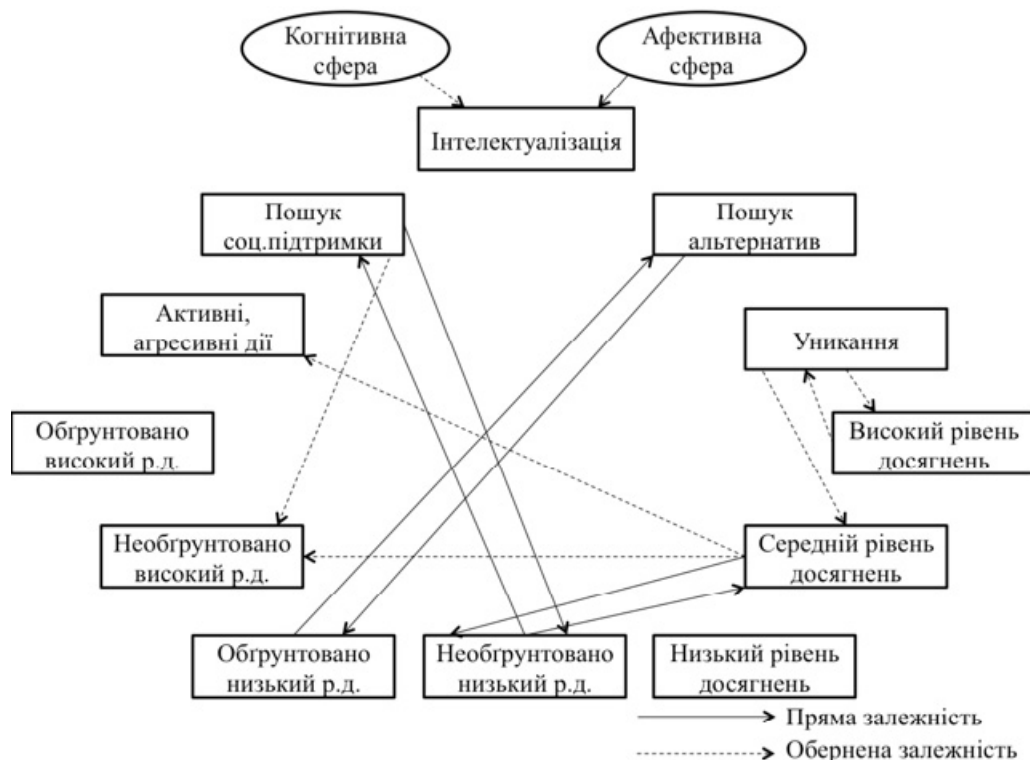 Когнітивна
сфера
Афективна
сфера
Інтелектуалізація
Пошук
соц.підтримки
Пошук
альтернатив
Активні,
агресивні дії
Уникання
Обґрунтовано
високий р.д.
Високий рівень
досягнень
Необґрунтовано
високий р.д.
Середній рівень
досягнень
Обґрунтовано
низький р.д.
Необґрунтовано
низький р.д.
Низький рівень
досягнень
Пряма залежність
Обернена залежність